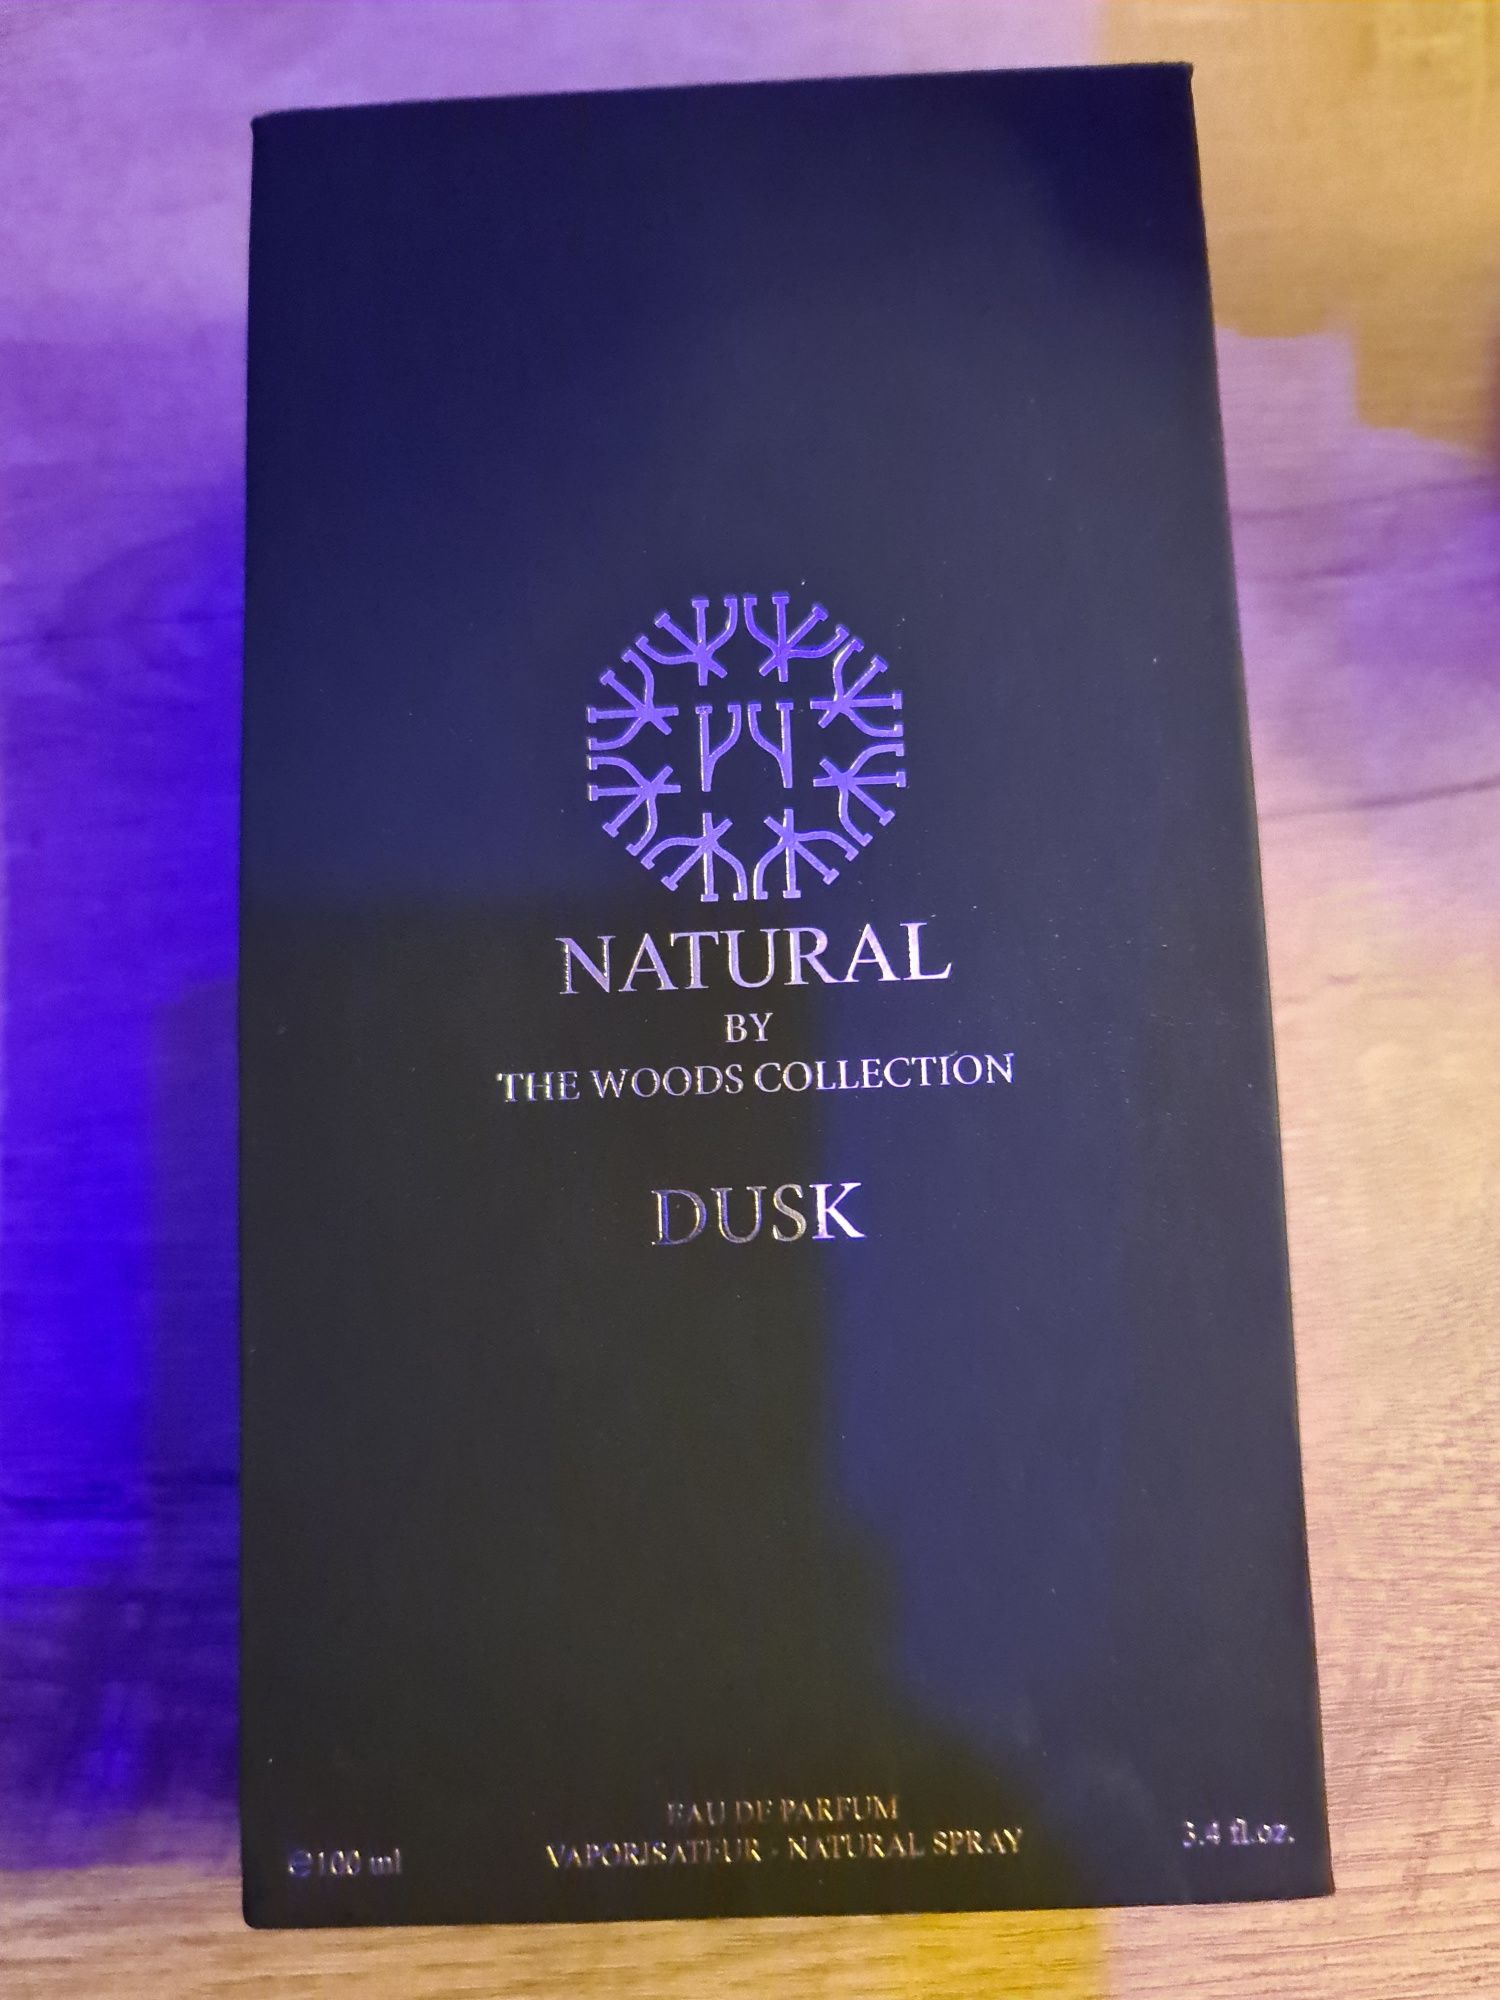 NATURAL
BY
THE WOODS COLLECTION
DUSK
EAU DE PARFUM
VAPORISATEUR - NATURAL SPRAY
℮100 ml
3.4 fl.oz.